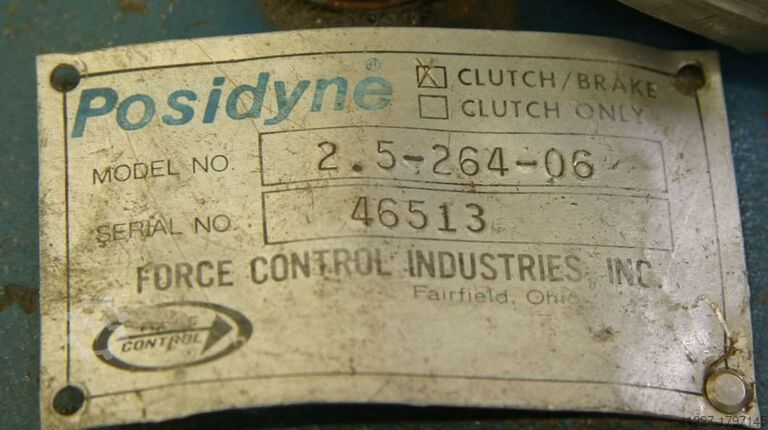 Posidyne® ☒ CLUTCH/BRAKE
☐ CLUTCH ONLY
MODEL NO. 2.5-264-06
SERIAL NO. 46513
FORCE CONTROL INDUSTRIES, INC.
Fairfield, Ohio
CONTROL